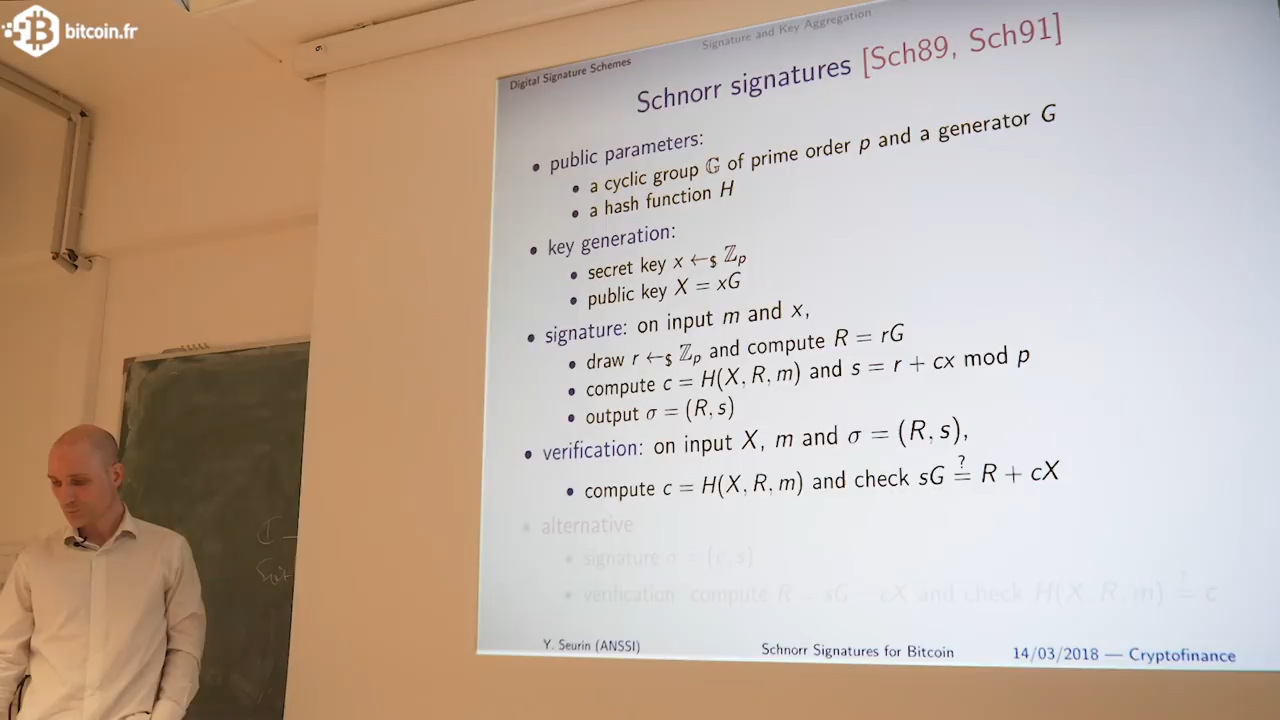 bitcoin.fr
Digital Signature Schemes
Signature and Key Aggregation
Schnorr signatures [Sch89, Sch91]
• public parameters:
• a cyclic group 𝔾 of prime order p and a generator G
• a hash function H
• key generation:
• secret key x ←$ ℤp
• public key X = xG
• signature: on input m and x,
• draw r ←$ ℤp and compute R = rG
• compute c = H(X, R, m) and s = r + cx mod p
• output σ = (R, s)
• verification: on input X, m and σ = (R, s),
• compute c = H(X, R, m) and check sG ≟ R + cX
• alternative
• signature σ = (c, s)
• verification compute R = sG − cX and check H(X, R, m) ≟ c
Y. Seurin (ANSSI)
Schnorr Signatures for Bitcoin
14/03/2018 — Cryptofinance